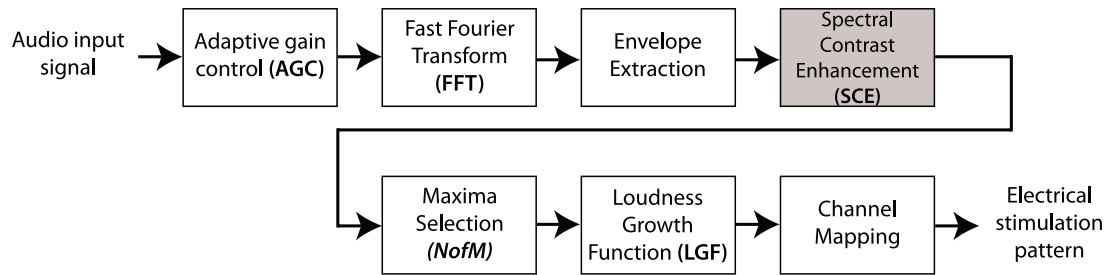 Audio input
signal
Adaptive gain
control (AGC)
Fast Fourier
Transform
(FFT)
Envelope
Extraction
Spectral
Contrast
Enhancement
(SCE)
Maxima
Selection
(NofM)
Loudness
Growth
Function (LGF)
Channel
Mapping
Electrical
stimulation
pattern